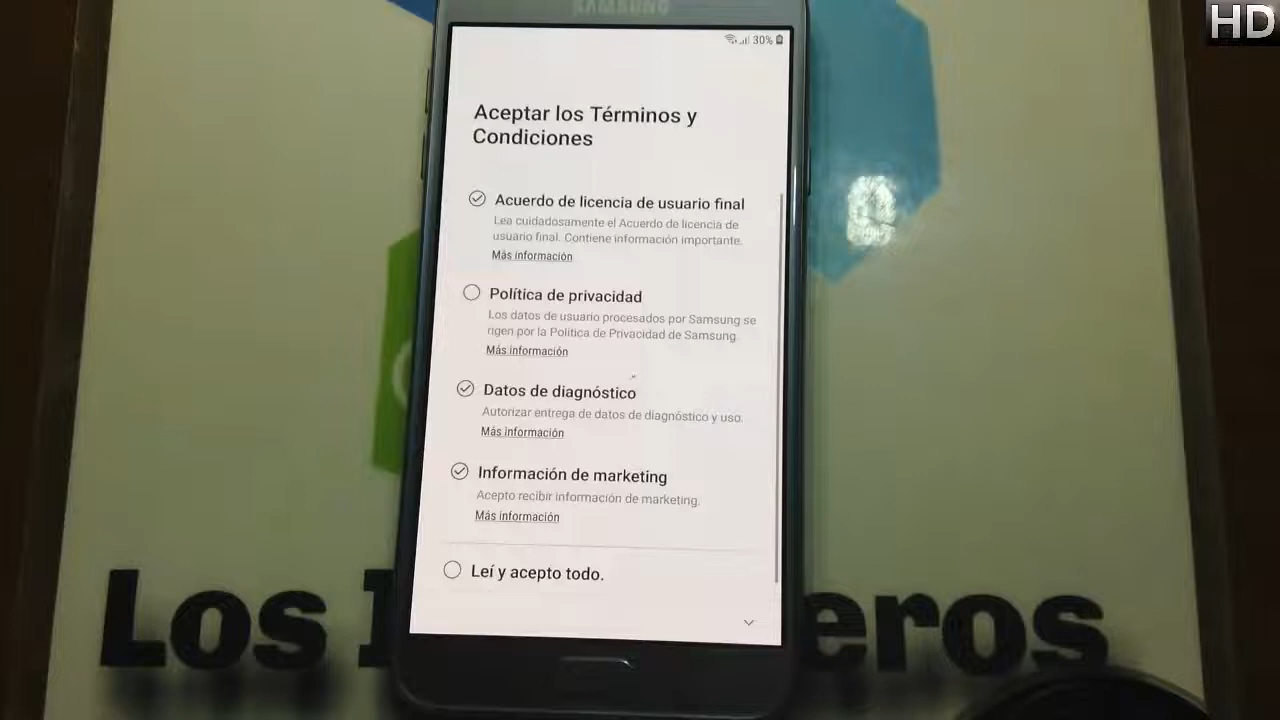 HD
SAMSUNG
30%
Aceptar los Términos y
Condiciones
Acuerdo de licencia de usuario final
Lea cuidadosamente el Acuerdo de licencia de
usuario final. Contiene información importante.
Más información
Política de privacidad
Los datos de usuario procesados por Samsung se
rigen por la Política de Privacidad de Samsung.
Más información
Datos de diagnóstico
Autorizar entrega de datos de diagnóstico y uso.
Más información
Información de marketing
Acepto recibir información de marketing.
Más información
Leí y acepto todo.
Los eros